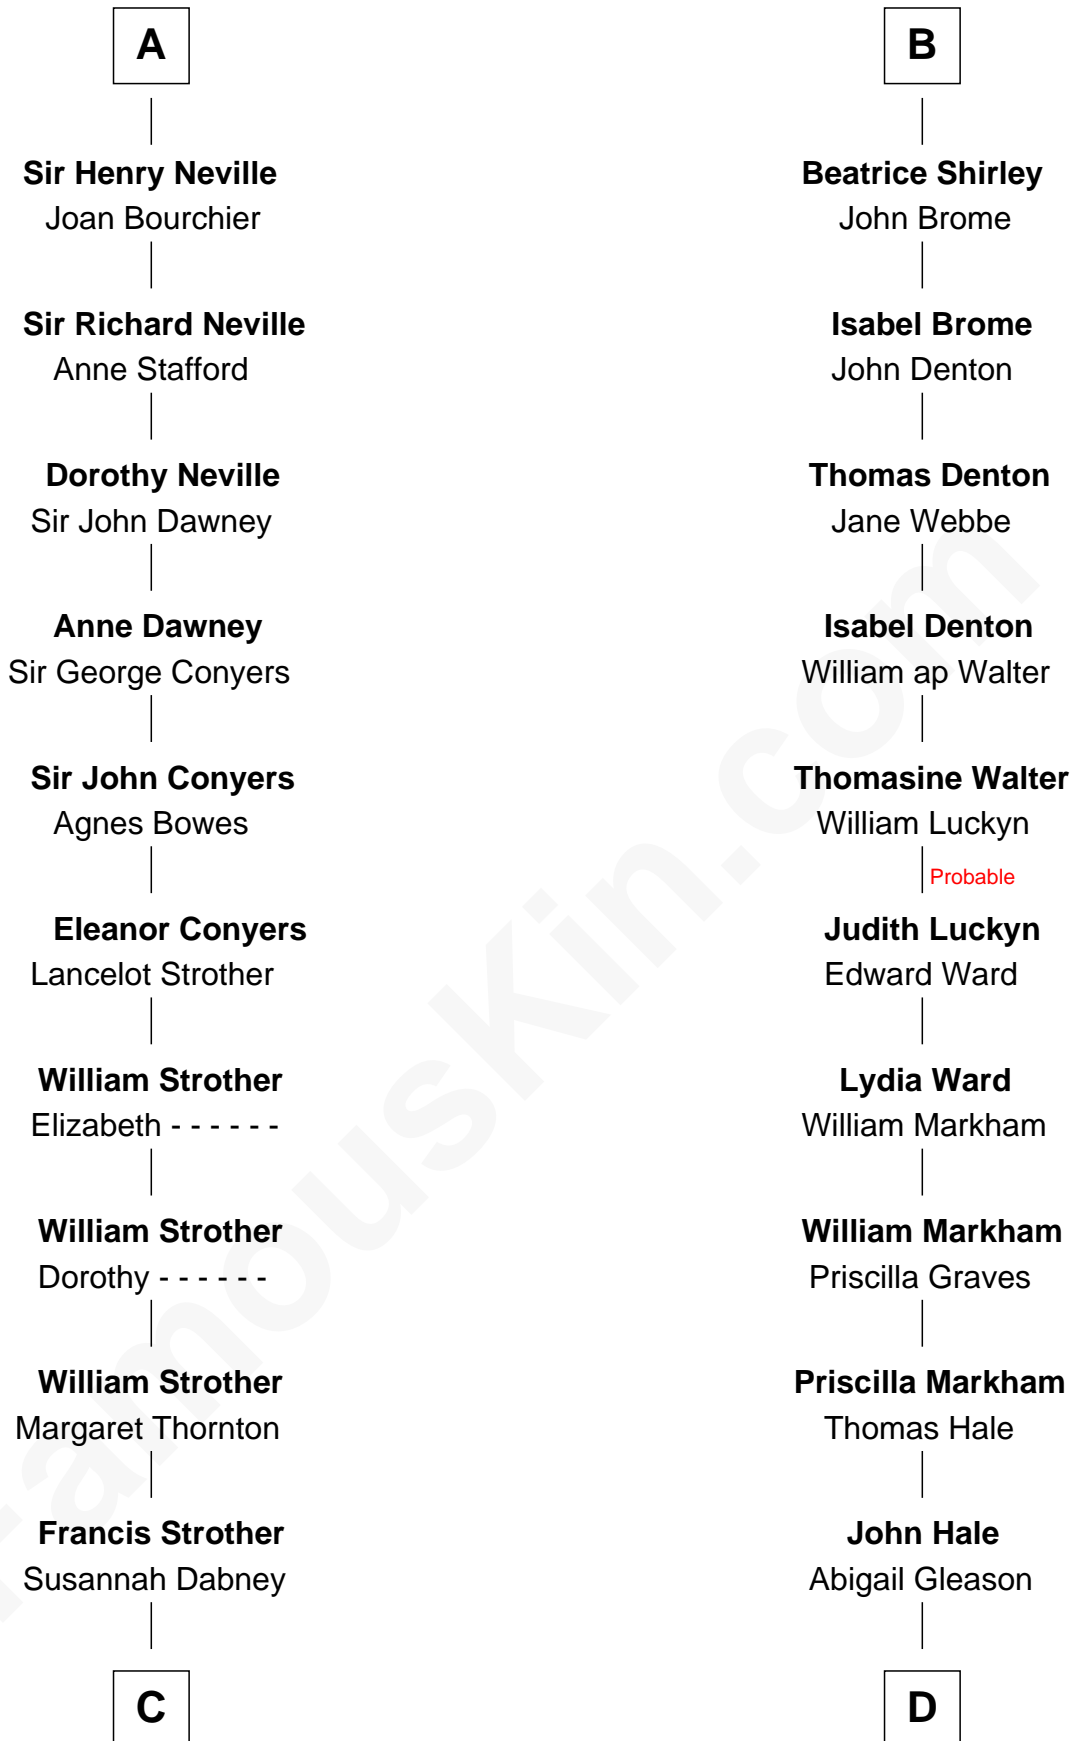 A
Sir Henry Neville
Joan Bourchier
Sir Richard Neville
Anne Stafford
Dorothy Neville
Sir John Dawney
Anne Dawney
Sir George Conyers
Sir John Conyers
Agnes Bowes
Eleanor Conyers
Lancelot Strother
William Strother
Elizabeth - - - - - -
William Strother
Dorothy - - - - - -
William Strother
Margaret Thornton
Francis Strother
Susannah Dabney
C
B
Beatrice Shirley
John Brome
Isabel Brome
John Denton
Thomas Denton
Jane Webbe
Isabel Denton
William ap Walter
Thomasine Walter
William Luckyn
Probable
Judith Luckyn
Edward Ward
Lydia Ward
William Markham
William Markham
Priscilla Graves
Priscilla Markham
Thomas Hale
John Hale
Abigail Gleason
D
FamousKin.com